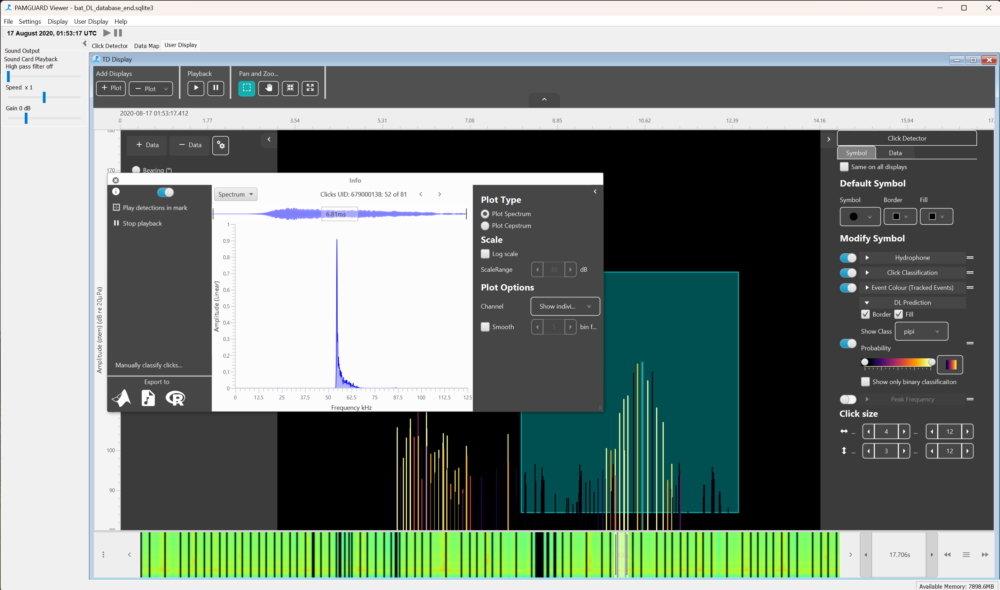 PAMGUARD Viewer - bat_DL_database_end.sqlite3
File Settings Display User Display Help
17 August 2020, 01:53:17 UTC
Click Detector Data Map User Display
Sound Output
Sound Card Playback
High pass filter off
Speed x 1
Gain 0 dB
TD Display
Add Displays Playback Pan and Zoo...
+ Plot − Plot
2020-08-17 01:53:17.412
0 1.77 3.54 5.31 7.08 8.85 10.62 12.39 14.16 15.94 17.
180
+ Data − Data
170
Bearing (°)
Amplitude (stem) (dB re 20μPa)
100
90
80
Info
Play detections in mark
Stop playback
Manually classify clicks...
Export to
Spectrum
Clicks UID: 679000138: 52 of 81
6.81ms
Amplitude (Linear)
1
0.9
0.8
0.7
0.6
0.5
0.4
0.3
0.2
0.1
0
0 12.5 25 37.5 50 62.5 75 87.5 100 112.5 125
Frequency kHz
Plot Type
Plot Spectrum
Plot Cepstrum
Scale
Log scale
ScaleRange 30 dB
Plot Options
Channel Show indivi...
Smooth 5 bin f...
Click Detector
Symbol Data
Same on all displays
Default Symbol
Symbol Border Fill
Modify Symbol
Hydrophone
Click Classification
Event Colour (Tracked Events)
DL Prediction
Border Fill
Show Class pipi
Probability
Show only binary classificaiton
Peak Frequency
Click size
... 4 ... 12
... 3 ... 12
17.706s
Available Memory: 7898.6MB